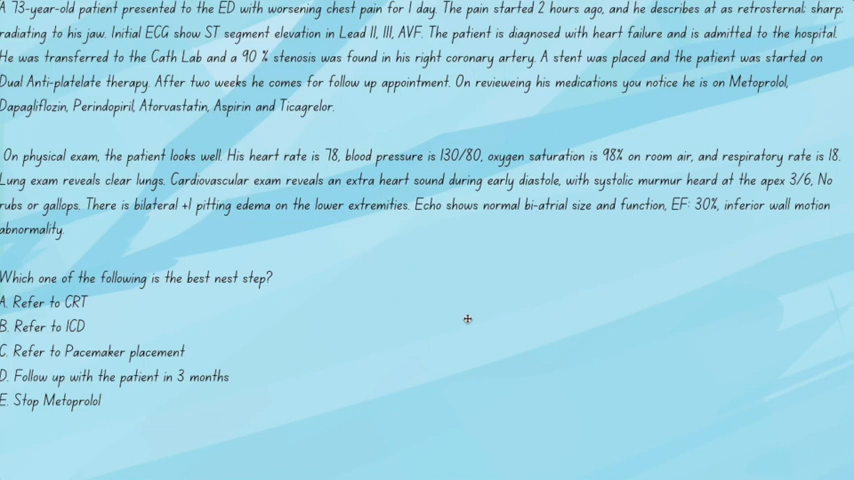 A 73-year-old patient presented to the ED with worsening chest pain for 1 day. The pain started 2 hours ago, and he describes at as retrosternal: sharp;
radiating to his jaw. Initial ECG show ST segment elevation in Lead II, III, AVF. The patient is diagnosed with heart failure and is admitted to the hospital.
He was transferred to the Cath Lab and a 90 % stenosis was found in his right coronary artery. A stent was placed and the patient was started on
Dual Anti-platelate therapy. After two weeks he comes for follow up appointment. On revieweing his medications you notice he is on Metoprolol,
Dapagliflozin, Perindopiril, Atorvastatin, Aspirin and Ticagrelor.
On physical exam, the patient looks well. His heart rate is 78, blood pressure is 130/80, oxygen saturation is 98% on room air, and respiratory rate is 18.
Lung exam reveals clear lungs. Cardiovascular exam reveals an extra heart sound during early diastole, with systolic murmur heard at the apex 3/6, No
rubs or gallops. There is bilateral +1 pitting edema on the lower extremities. Echo shows normal bi-atrial size and function, EF: 30%, inferior wall motion
abnormality.
Which one of the following is the best nest step?
A. Refer to CRT
B. Refer to ICD
C. Refer to Pacemaker placement
D. Follow up with the patient in 3 months
E. Stop Metoprolol